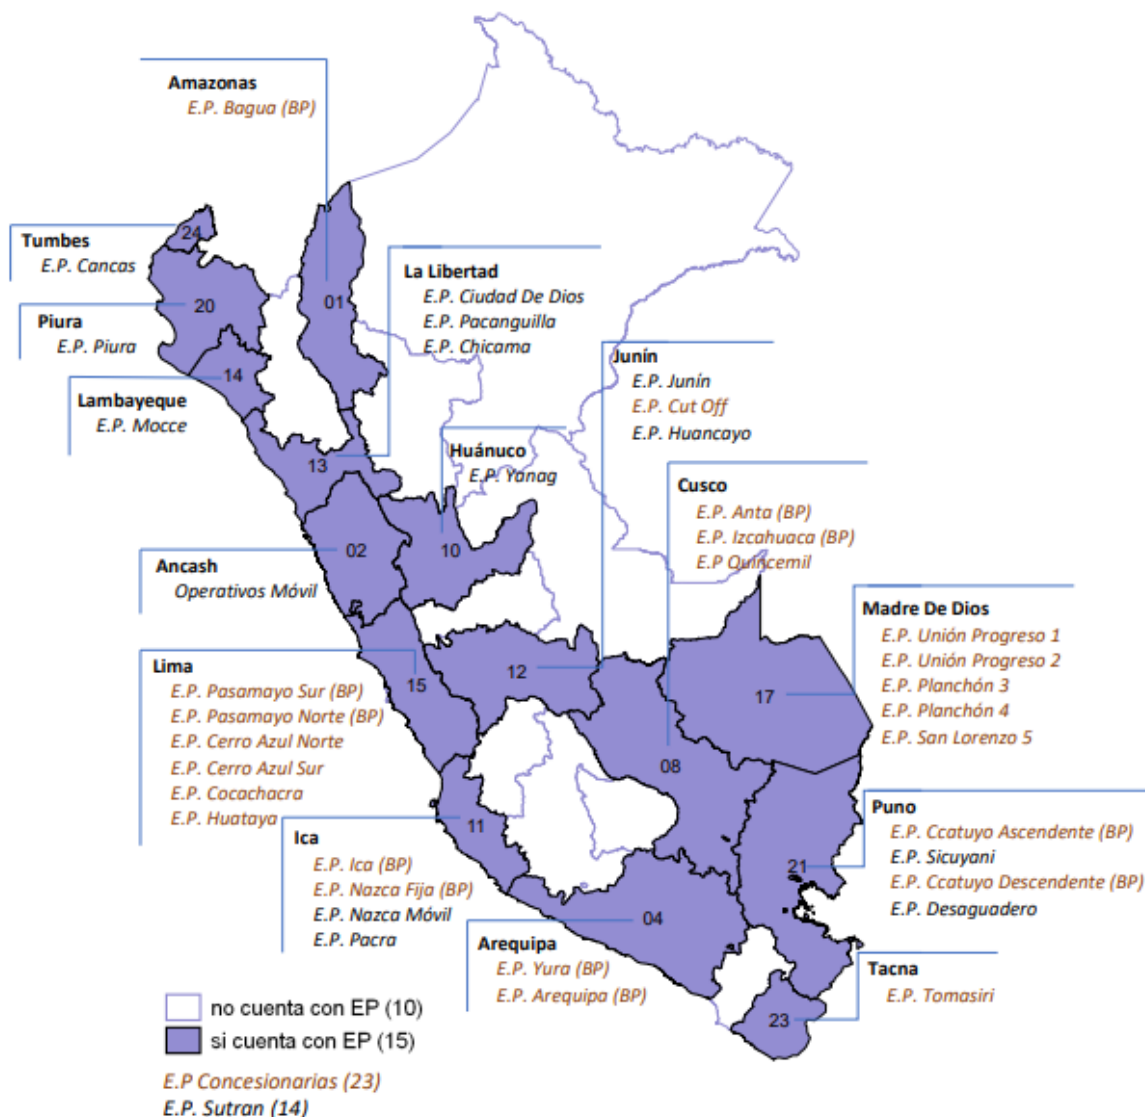 Amazonas
E.P. Bagua (BP)
24
Tumbes
E.P. Cancas
La Libertad
E.P. Ciudad De Dios
E.P. Pacanguilla
E.P. Chicama
01
20
Piura
E.P. Piura
14
Lambayeque
E.P. Mocce
Junín
E.P. Junín
E.P. Cut Off
E.P. Huancayo
13
Huánuco
E.P. Yanag
Cusco
E.P. Anta (BP)
E.P. Izcahuaca (BP)
E.P Quincemil
02
10
Ancash
Operativos Móvil
Madre De Dios
E.P. Unión Progreso 1
E.P. Unión Progreso 2
E.P. Planchón 3
E.P. Planchón 4
E.P. San Lorenzo 5
Lima
E.P. Pasamayo Sur (BP)
E.P. Pasamayo Norte (BP)
E.P. Cerro Azul Norte
E.P. Cerro Azul Sur
E.P. Cocachacra
E.P. Huataya
15
12
17
08
11
Ica
E.P. Ica (BP)
E.P. Nazca Fija (BP)
E.P. Nazca Móvil
E.P. Pacra
Puno
E.P. Ccatuyo Ascendente (BP)
E.P. Sicuyani
E.P. Ccatuyo Descendente (BP)
E.P. Desaguadero
21
04
Arequipa
E.P. Yura (BP)
E.P. Arequipa (BP)
Tacna
E.P. Tomasiri
23
no cuenta con EP (10)
si cuenta con EP (15)
E.P Concesionarias (23)
E.P. Sutran (14)